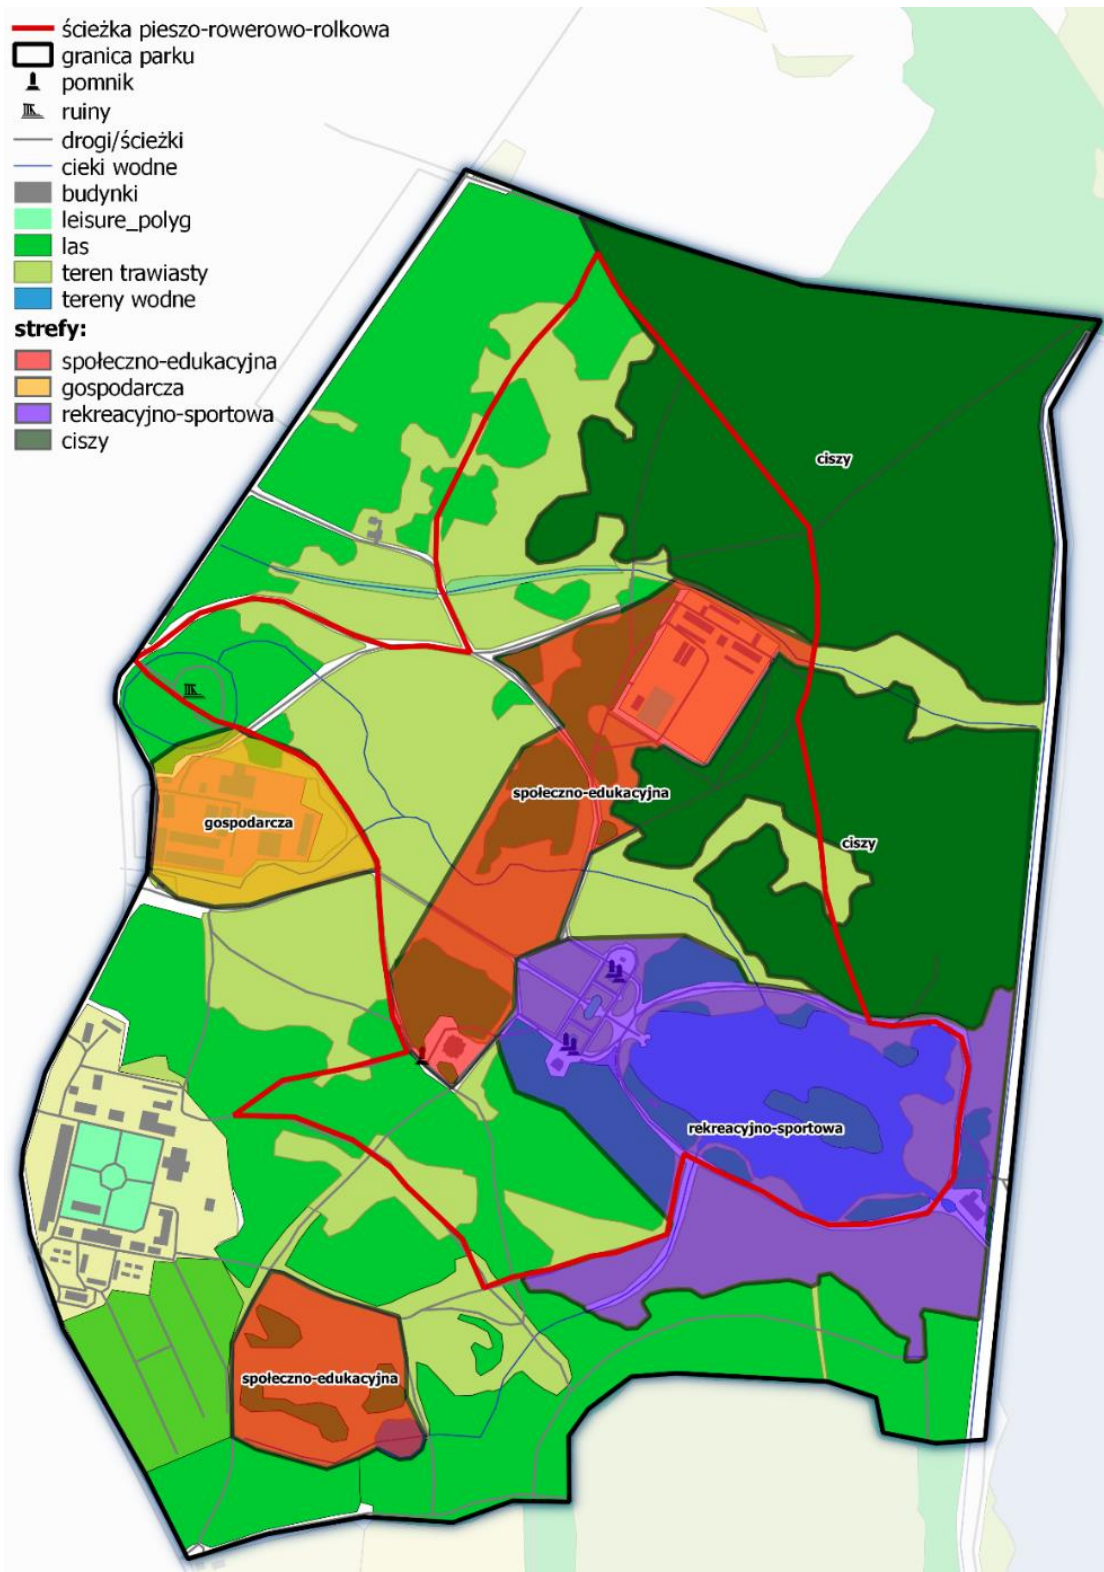 ścieżka pieszo-rowerowo-rolkowa
granica parku
pomnik
ruiny
drogi/ścieżki
cieki wodne
budynki
leisure_polyg
las
teren trawiasty
tereny wodne
strefy:
społeczno-edukacyjna
gospodarcza
rekreacyjno-sportowa
ciszy
ciszy
społeczno-edukacyjna
gospodarcza
ciszy
rekreacyjno-sportowa
społeczno-edukacyjna